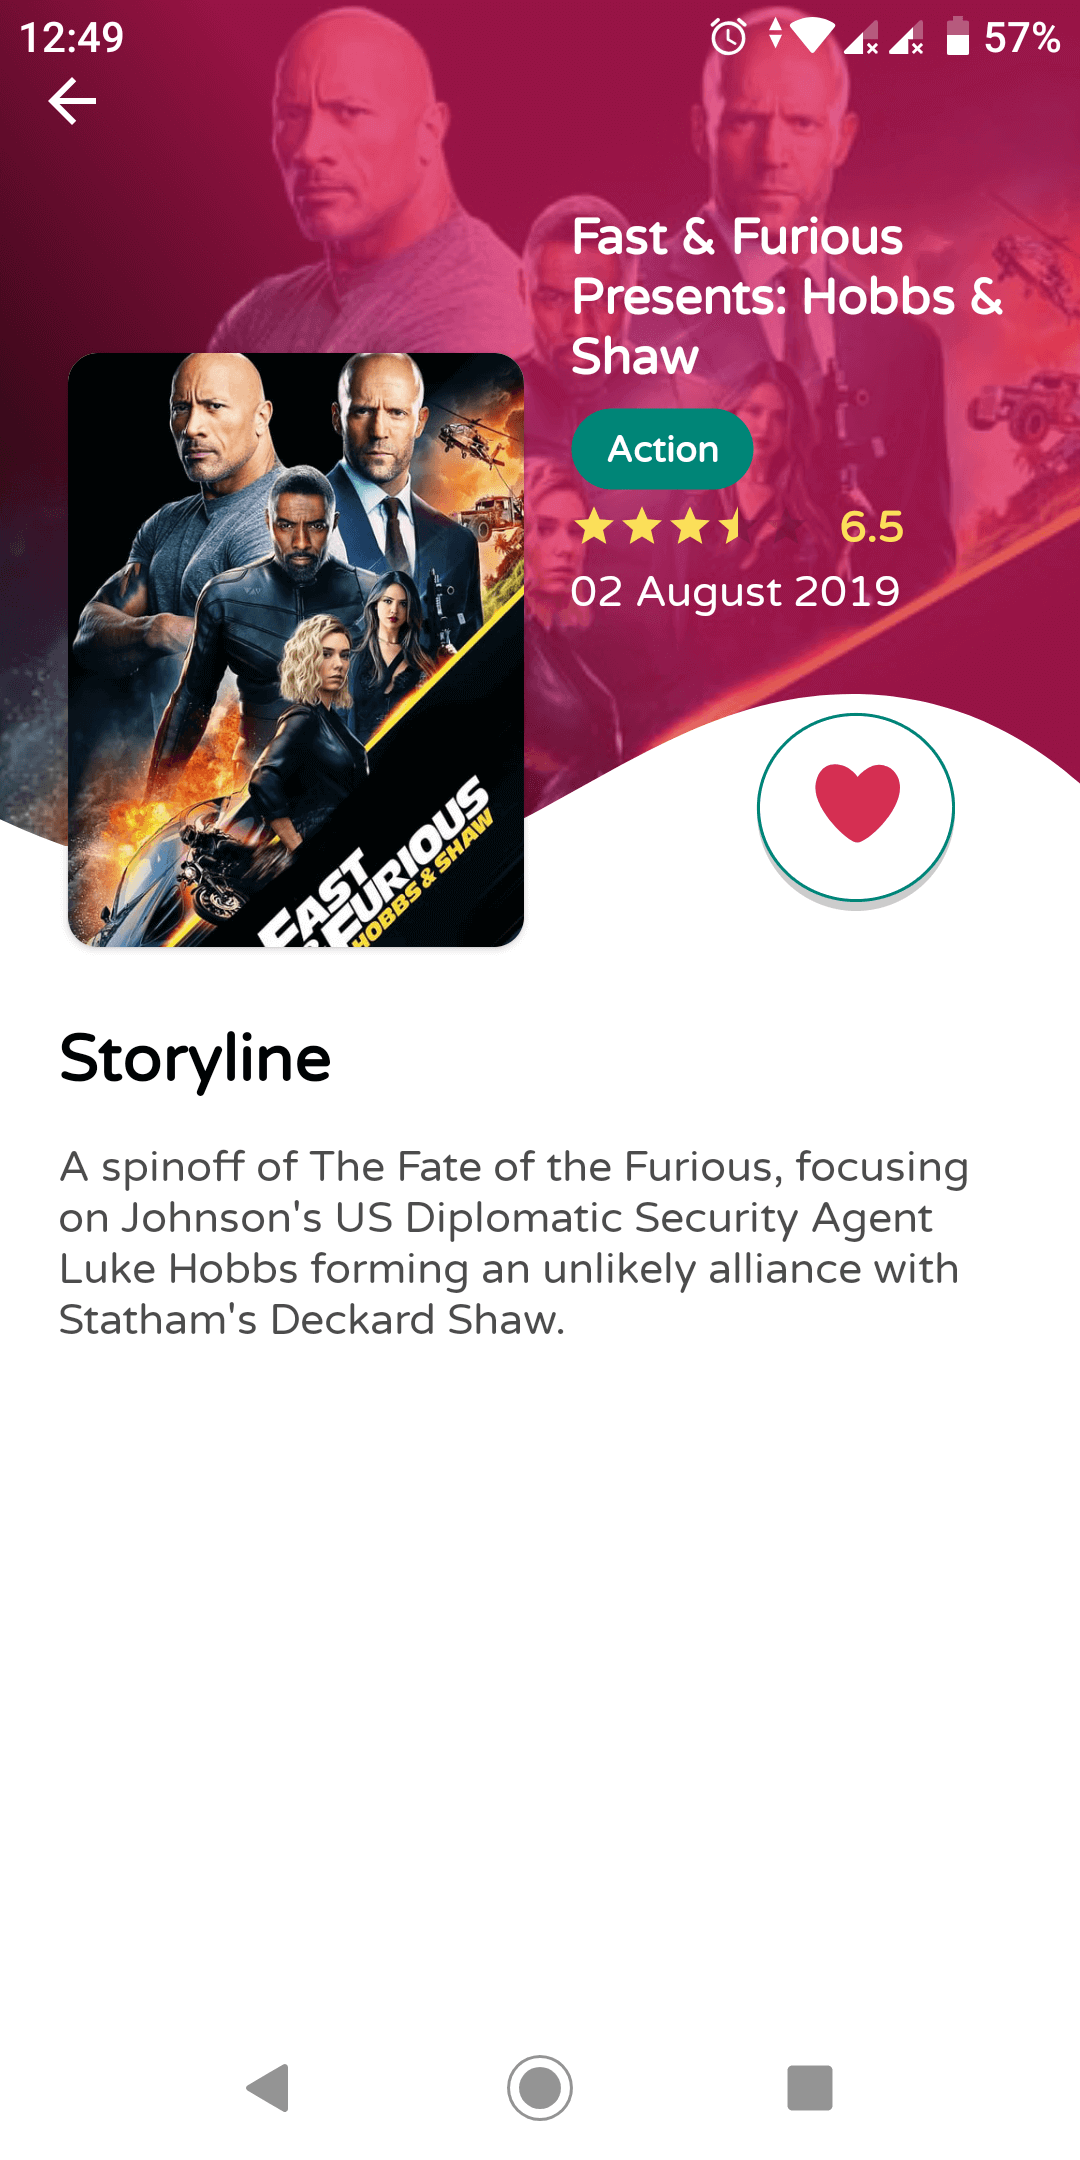 12:49
57%
Fast & Furious
Presents: Hobbs &
Shaw
Action
6.5
02 August 2019
FAST
& FURIOUS
HOBBS & SHAW
Storyline
A spinoff of The Fate of the Furious, focusing
on Johnson's US Diplomatic Security Agent
Luke Hobbs forming an unlikely alliance with
Statham's Deckard Shaw.